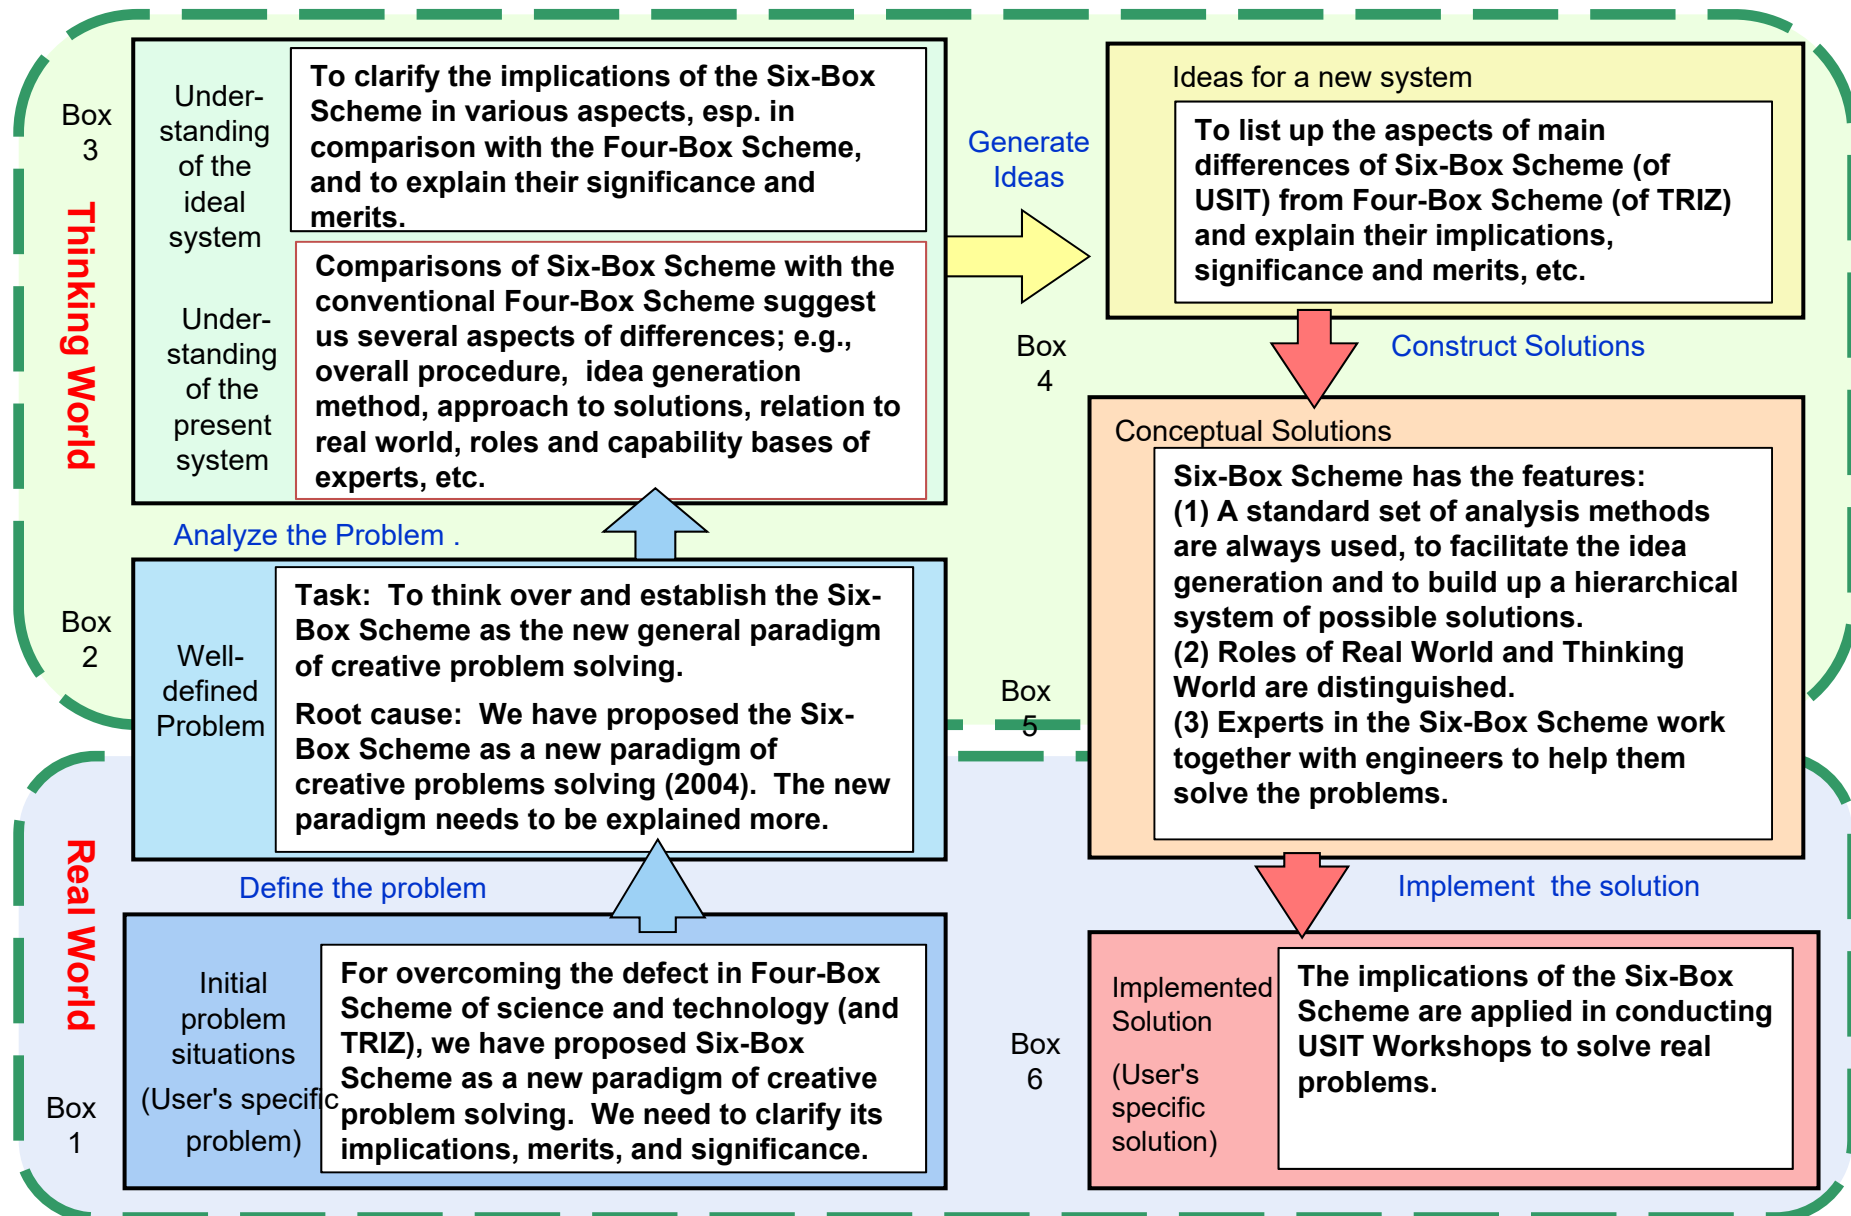 Box
3
Under-
standing
of the
ideal
system
To clarify the implications of the Six-Box
Scheme in various aspects, esp. in
comparison with the Four-Box Scheme,
and to explain their significance and
merits.
Under-
standing
of the
present
system
Comparisons of Six-Box Scheme with the
conventional Four-Box Scheme suggest
us several aspects of differences; e.g.,
overall procedure,  idea generation
method, approach to solutions, relation to
real world, roles and capability bases of
experts, etc.
Thinking World
Generate
Ideas
Ideas for a new system
To list up the aspects of main
differences of Six-Box Scheme (of
USIT) from Four-Box Scheme (of TRIZ)
and explain their implications,
significance and merits, etc.
Box
4
Construct Solutions
Analyze the Problem .
Box
2
Well-
defined
Problem
Task:  To think over and establish the Six-
Box Scheme as the new general paradigm
of creative problem solving.
Root cause:  We have proposed the Six-
Box Scheme as a new paradigm of
creative problems solving (2004).  The new
paradigm needs to be explained more.
Box
5
Conceptual Solutions
Six-Box Scheme has the features:
(1) A standard set of analysis methods
are always used, to facilitate the idea
generation and to build up a hierarchical
system of possible solutions.
(2) Roles of Real World and Thinking
World are distinguished.
(3) Experts in the Six-Box Scheme work
together with engineers to help them
solve the problems.
Real World
Define the problem
Implement  the solution
Box
1
Initial
problem
situations
(User's specific
problem)
For overcoming the defect in Four-Box
Scheme of science and technology (and
TRIZ), we have proposed Six-Box
Scheme as a new paradigm of creative
problem solving.  We need to clarify its
implications, merits, and significance.
Box
6
Implemented
Solution
(User's
specific
solution)
The implications of the Six-Box
Scheme are applied in conducting
USIT Workshops to solve real
problems.